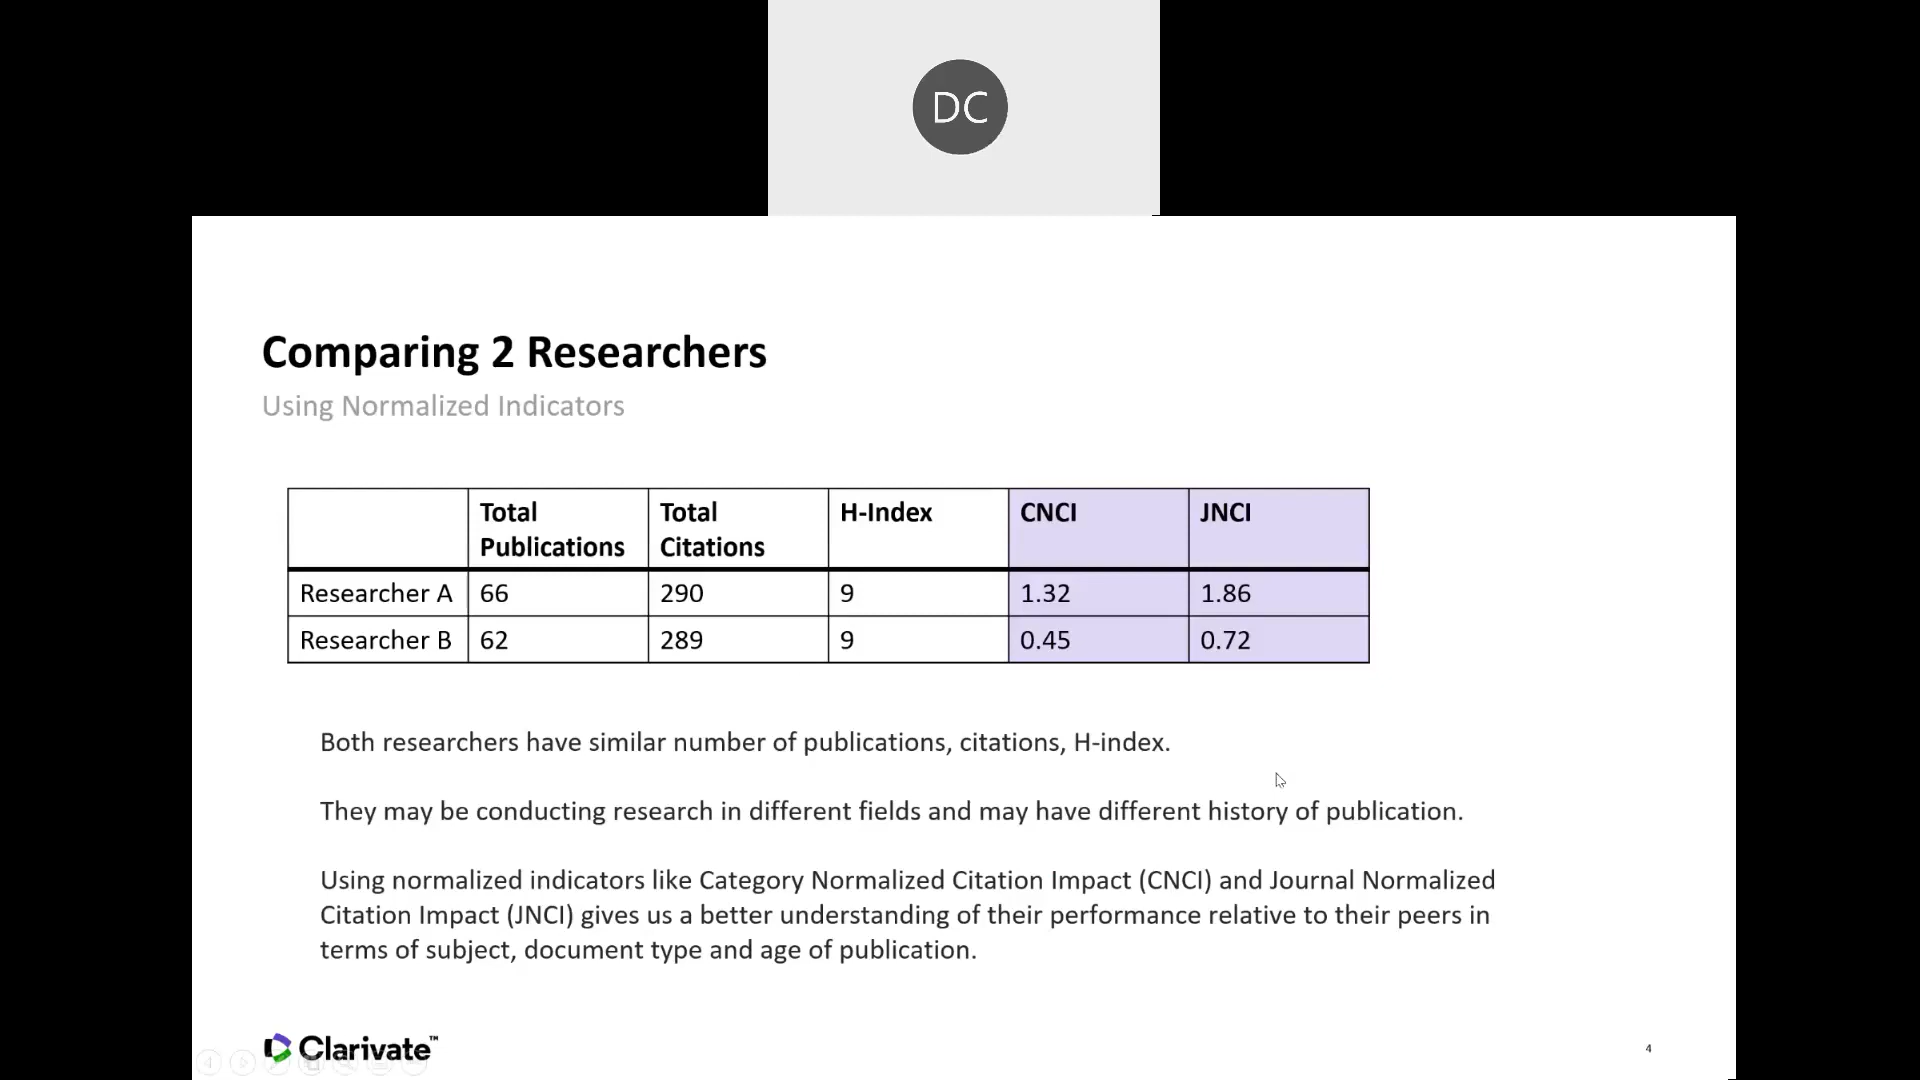 DC
Comparing 2 Researchers
Using Normalized Indicators
Total Publications Total Citations H-Index CNCI JNCI
Researcher A 66 290 9 1.32 1.86
Researcher B 62 289 9 0.45 0.72
Both researchers have similar number of publications, citations, H-index.
They may be conducting research in different fields and may have different history of publication.
Using normalized indicators like Category Normalized Citation Impact (CNCI) and Journal Normalized
Citation Impact (JNCI) gives us a better understanding of their performance relative to their peers in
terms of subject, document type and age of publication.
Clarivate™
4